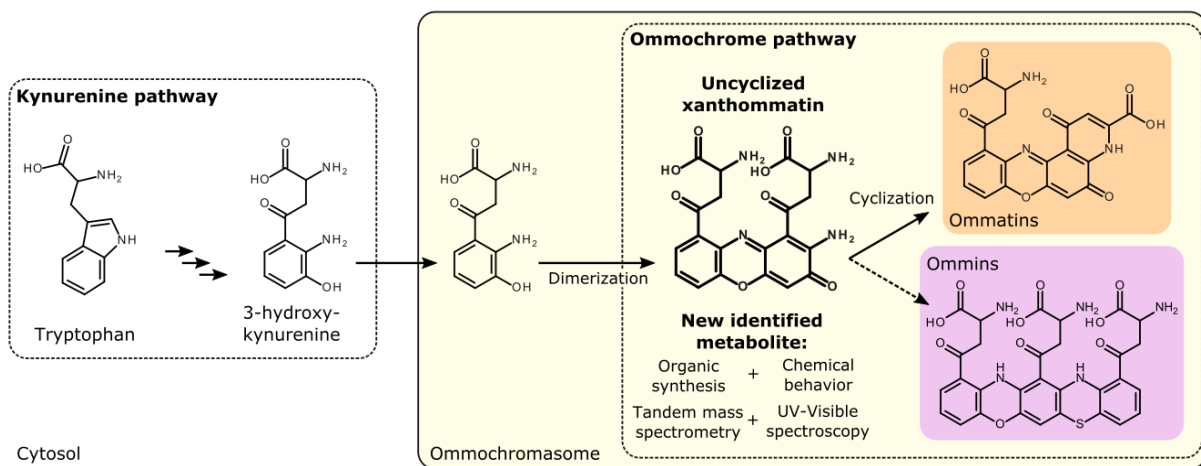 Kynurenine pathway
O
HO
NH2
NH
Tryptophan
O
HO
NH2
O
NH2
OH
3-hydroxy-
kynurenine
Cytosol
O
HO
NH2
O
NH2
OH
Dimerization
Ommochromasome
Ommochrome pathway
Uncyclized
xanthommatin
O
HO
NH2
O
HO
NH2
O
O
N
NH2
O
O
New identified
metabolite:
Organic
synthesis
+
Chemical
behavior
Tandem mass
spectrometry
+
UV-Visible
spectroscopy
Cyclization
O
HO
NH2
O
O
O
OH
N
NH
O
O
Ommatins
Ommins
O
HO
NH2
O
HO
NH2
O
HO
NH2
O
O
O
H
N
H
N
O
S